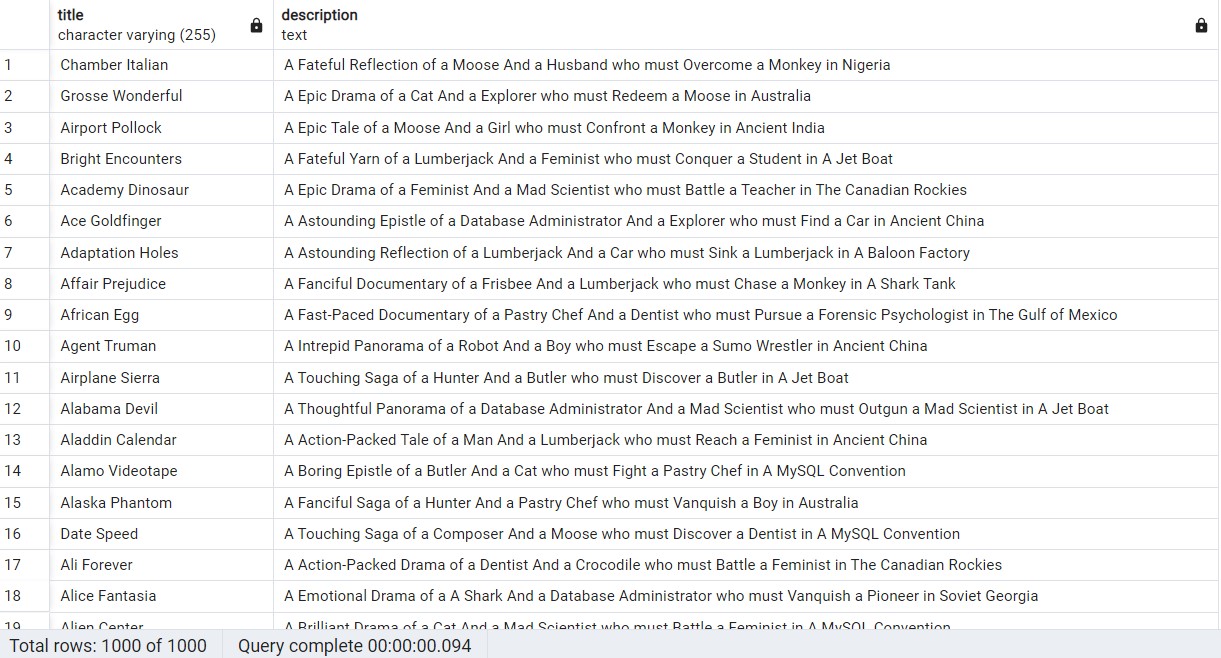 title description
character varying (255) text
1 Chamber Italian A Fateful Reflection of a Moose And a Husband who must Overcome a Monkey in Nigeria
2 Grosse Wonderful A Epic Drama of a Cat And a Explorer who must Redeem a Moose in Australia
3 Airport Pollock A Epic Tale of a Moose And a Girl who must Confront a Monkey in Ancient India
4 Bright Encounters A Fateful Yarn of a Lumberjack And a Feminist who must Conquer a Student in A Jet Boat
5 Academy Dinosaur A Epic Drama of a Feminist And a Mad Scientist who must Battle a Teacher in The Canadian Rockies
6 Ace Goldfinger A Astounding Epistle of a Database Administrator And a Explorer who must Find a Car in Ancient China
7 Adaptation Holes A Astounding Reflection of a Lumberjack And a Car who must Sink a Lumberjack in A Baloon Factory
8 Affair Prejudice A Fanciful Documentary of a Frisbee And a Lumberjack who must Chase a Monkey in A Shark Tank
9 African Egg A Fast-Paced Documentary of a Pastry Chef And a Dentist who must Pursue a Forensic Psychologist in The Gulf of Mexico
10 Agent Truman A Intrepid Panorama of a Robot And a Boy who must Escape a Sumo Wrestler in Ancient China
11 Airplane Sierra A Touching Saga of a Hunter And a Butler who must Discover a Butler in A Jet Boat
12 Alabama Devil A Thoughtful Panorama of a Database Administrator And a Mad Scientist who must Outgun a Mad Scientist in A Jet Boat
13 Aladdin Calendar A Action-Packed Tale of a Man And a Lumberjack who must Reach a Feminist in Ancient China
14 Alamo Videotape A Boring Epistle of a Butler And a Cat who must Fight a Pastry Chef in A MySQL Convention
15 Alaska Phantom A Fanciful Saga of a Hunter And a Pastry Chef who must Vanquish a Boy in Australia
16 Date Speed A Touching Saga of a Composer And a Moose who must Discover a Dentist in A MySQL Convention
17 Ali Forever A Action-Packed Drama of a Dentist And a Crocodile who must Battle a Feminist in The Canadian Rockies
18 Alice Fantasia A Emotional Drama of a A Shark And a Database Administrator who must Vanquish a Pioneer in Soviet Georgia
19 Alien Center A Brilliant Drama of a Cat And a Mad Scientist who must Battle a Feminist in A MySQL Convention
Total rows: 1000 of 1000 Query complete 00:00:00.094